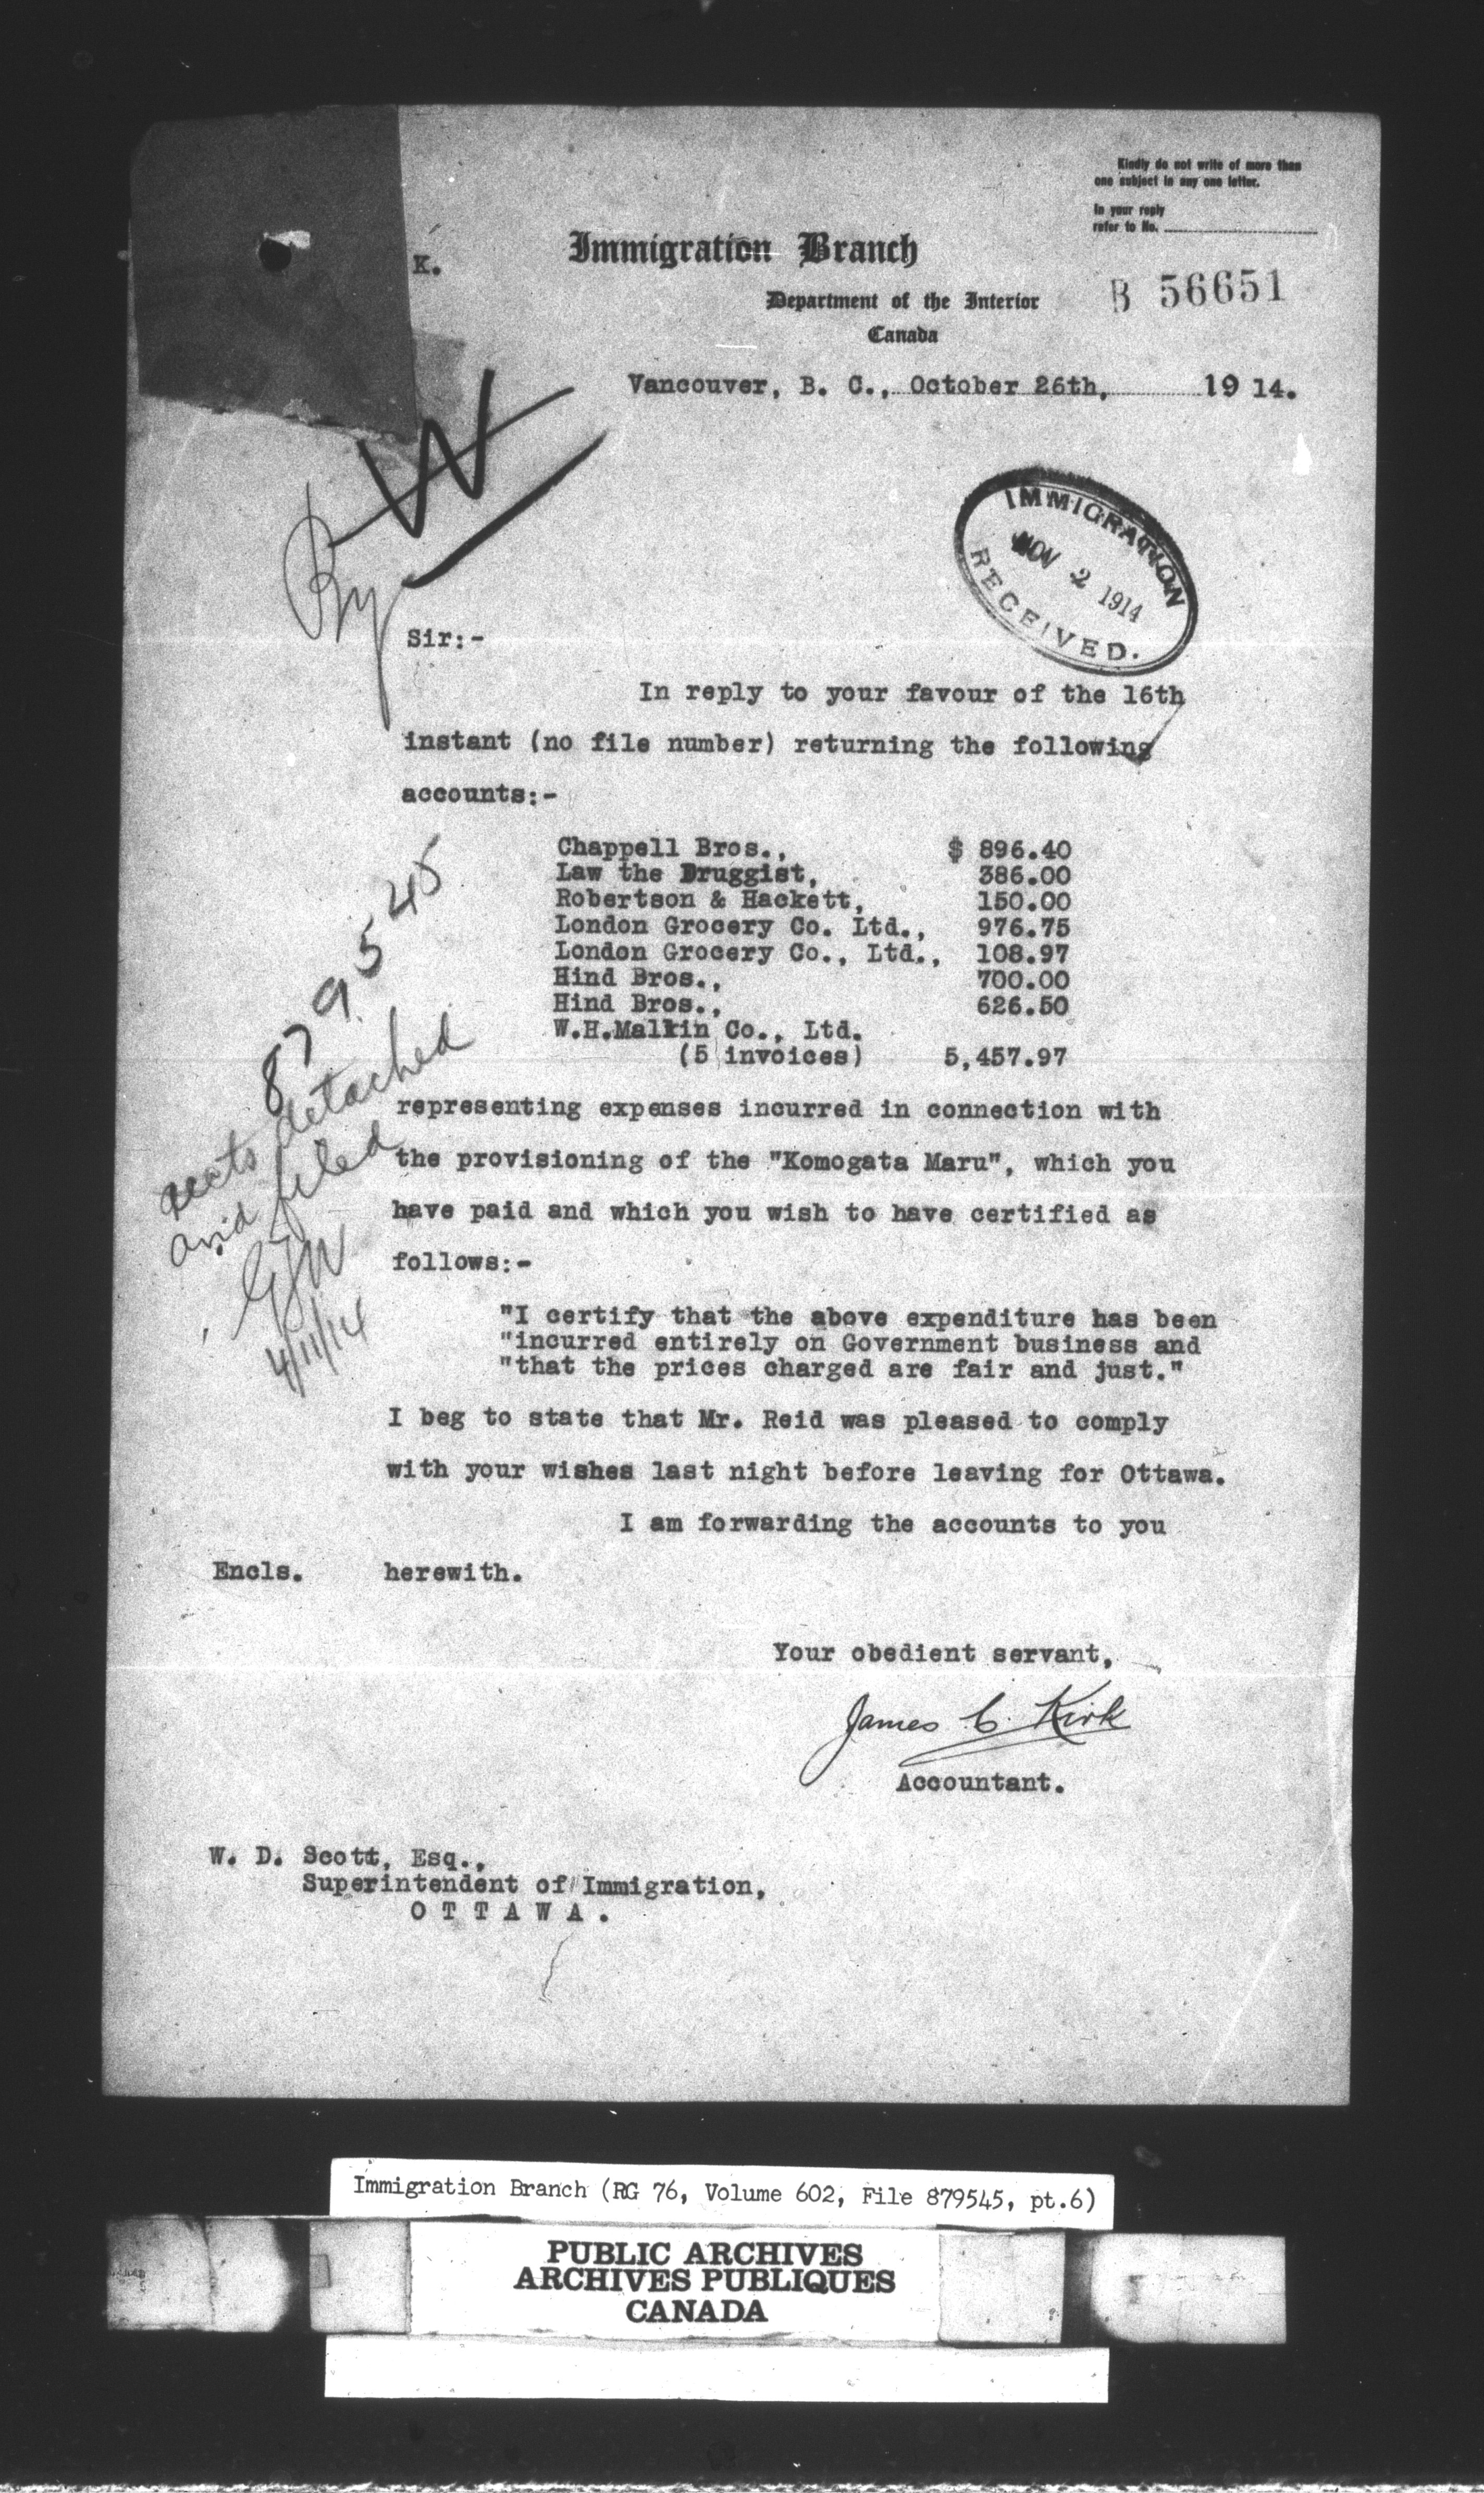 Kindly do not write of more than
one subject in any one letter.
In your reply
refer to No.
K.
Immigration Branch
Department of the Interior
Canada
B 56651
Vancouver, B. C., October 26th, 19 14.
W
By
IMMIGRATION
NOV 2 1914
RECEIVED.
Sir:-
In reply to your favour of the 16th
instant (no file number) returning the following
accounts:-
Chappell Bros., $ 896.40
Law the Druggist, 386.00
Robertson & Hackett, 150.00
London Grocery Co. Ltd., 976.75
London Grocery Co., Ltd., 108.97
Hind Bros., 700.00
Hind Bros., 626.50
W.H.Malkin Co., Ltd.
(5 invoices) 5,457.97
879545
accts detached
and filed
4/11/14
representing expenses incurred in connection with
the provisioning of the "Komogata Maru", which you
have paid and which you wish to have certified as
follows:-
"I certify that the above expenditure has been
"incurred entirely on Government business and
"that the prices charged are fair and just."
I beg to state that Mr. Reid was pleased to comply
with your wishes last night before leaving for Ottawa.
I am forwarding the accounts to you
Encls. herewith.
Your obedient servant,
James C. Kirk
Accountant.
W. D. Scott, Esq.,
Superintendent of Immigration,
O T T A W A .
Immigration Branch (RG 76, Volume 602, File 879545, pt.6)
PUBLIC ARCHIVES
ARCHIVES PUBLIQUES
CANADA